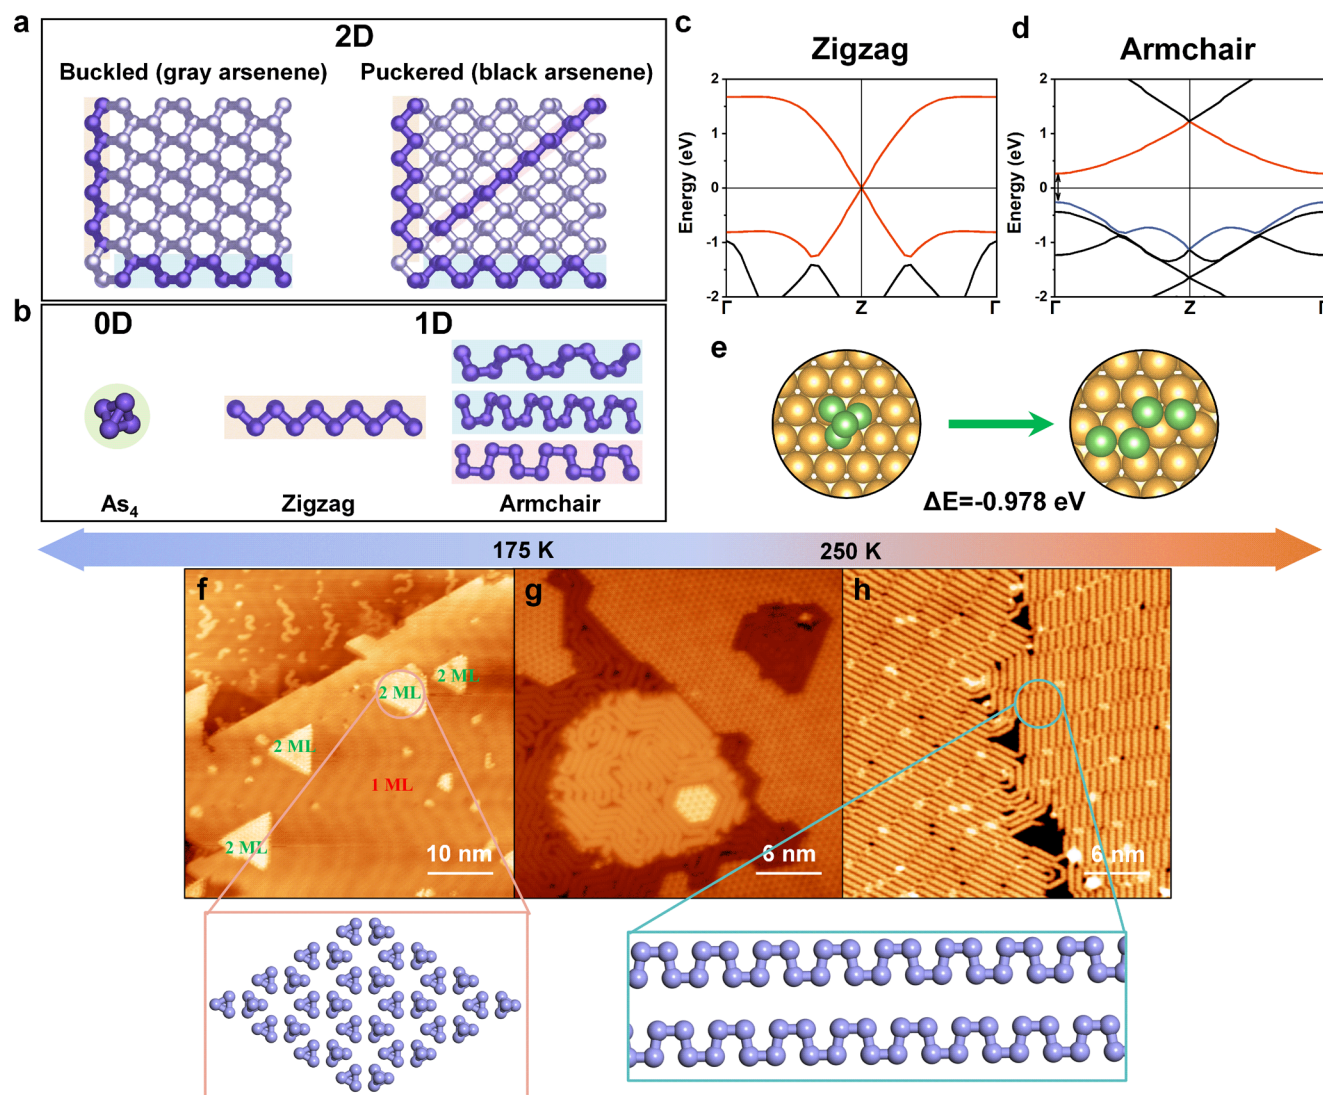 a
2D
Buckled (gray arsenene)
Puckered (black arsenene)
b
0D
1D
As4
Zigzag
Armchair
c
Zigzag
Energy (eV)
2
1
0
-1
-2
Γ
Z
Γ
d
Armchair
Energy (eV)
2
1
0
-1
-2
Γ
Z
Γ
e
ΔE=-0.978 eV
175 K
250 K
f
2 ML
2 ML
2 ML
1 ML
2 ML
10 nm
g
6 nm
h
6 nm